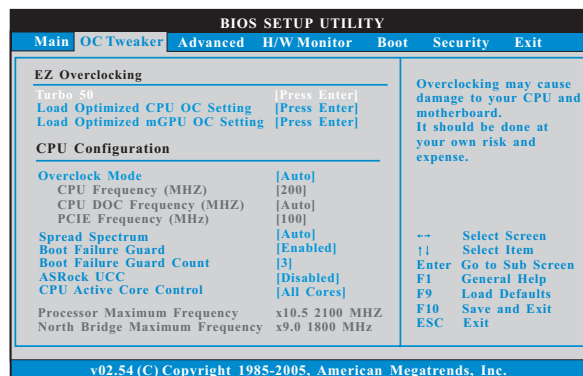 BIOS SETUP UTILITY
Main OC Tweaker Advanced H/W Monitor Boot Security Exit
EZ Overclocking
Turbo 50 [Press Enter]
Load Optimized CPU OC Setting [Press Enter]
Load Optimized mGPU OC Setting [Press Enter]
CPU Configuration
Overclock Mode [Auto]
CPU Frequency (MHZ) [200]
CPU DOC Frequency (MHZ) [Auto]
PCIE Frequency (MHz) [100]
Spread Spectrum [Auto]
Boot Failure Guard [Enabled]
Boot Failure Guard Count [3]
ASRock UCC [Disabled]
CPU Active Core Control [All Cores]
Processor Maximum Frequency x10.5 2100 MHZ
North Bridge Maximum Frequency x9.0 1800 MHz
Overclocking may cause
damage to your CPU and
motherboard.
It should be done at
your own risk and
expense.
←→ Select Screen
↑↓ Select Item
Enter Go to Sub Screen
F1 General Help
F9 Load Defaults
F10 Save and Exit
ESC Exit
v02.54 (C) Copyright 1985-2005, American Megatrends, Inc.